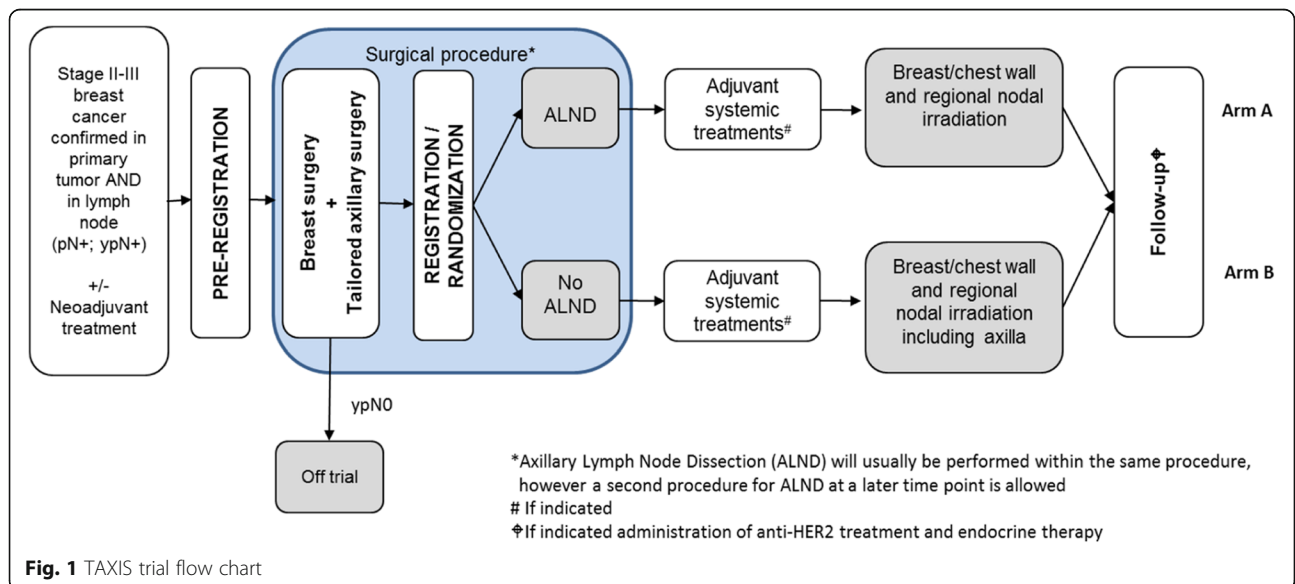 Stage II-III
breast
cancer
confirmed in
primary
tumor AND
in lymph
node
(pN+; ypN+)
+/-
Neoadjuvant
treatment
PRE-REGISTRATION
Surgical procedure*
Breast surgery
+
Tailored axillary surgery
REGISTRATION /
RANDOMIZATION
ALND
Adjuvant
systemic
treatments#
Breast/chest wall
and regional nodal
irradiation
Arm A
No
ALND
Adjuvant
systemic
treatments#
Breast/chest wall
and regional
nodal irradiation
including axilla
Arm B
Follow-up⌖
ypN0
Off trial
*Axillary Lymph Node Dissection (ALND) will usually be performed within the same procedure,
however a second procedure for ALND at a later time point is allowed
# If indicated
⌖If indicated administration of anti-HER2 treatment and endocrine therapy
Fig. 1 TAXIS trial flow chart